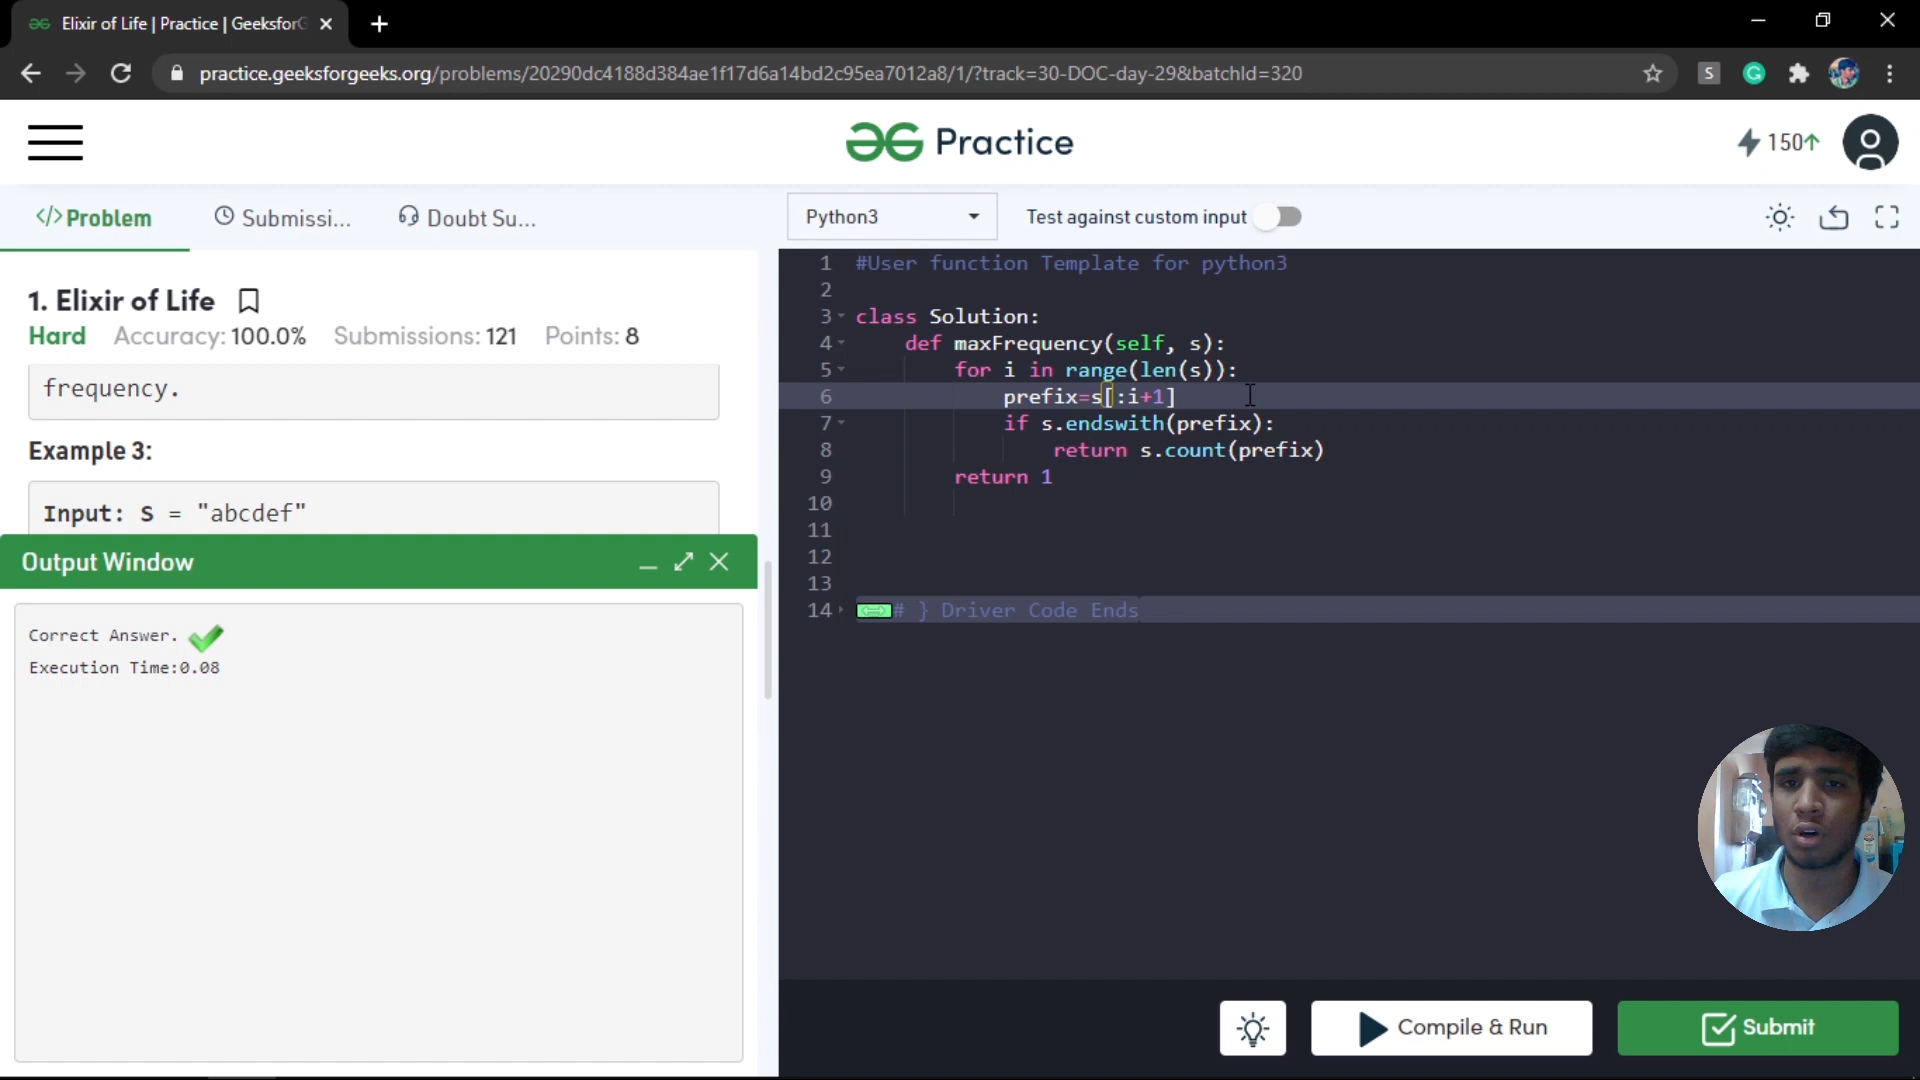 Elixir of Life | Practice | Geeksfor
practice.geeksforgeeks.org/problems/20290dc4188d384ae1f17d6a14bd2c95ea7012a8/1/?track=30-DOC-day-29&batchId=320
S
G
Practice
150↑
</>Problem
Submissi...
Doubt Su...
Python3
Test against custom input
1. Elixir of Life
Hard Accuracy: 100.0% Submissions: 121 Points: 8
frequency.
Example 3:
Input: S = "abcdef"
Output Window
Correct Answer.
Execution Time:0.08
1 #User function Template for python3
2
3 class Solution:
4 def maxFrequency(self, s):
5 for i in range(len(s)):
6 prefix=s[:i+1]
7 if s.endswith(prefix):
8 return s.count(prefix)
9 return 1
10
11
12
13
14 # } Driver Code Ends
Compile & Run
Submit